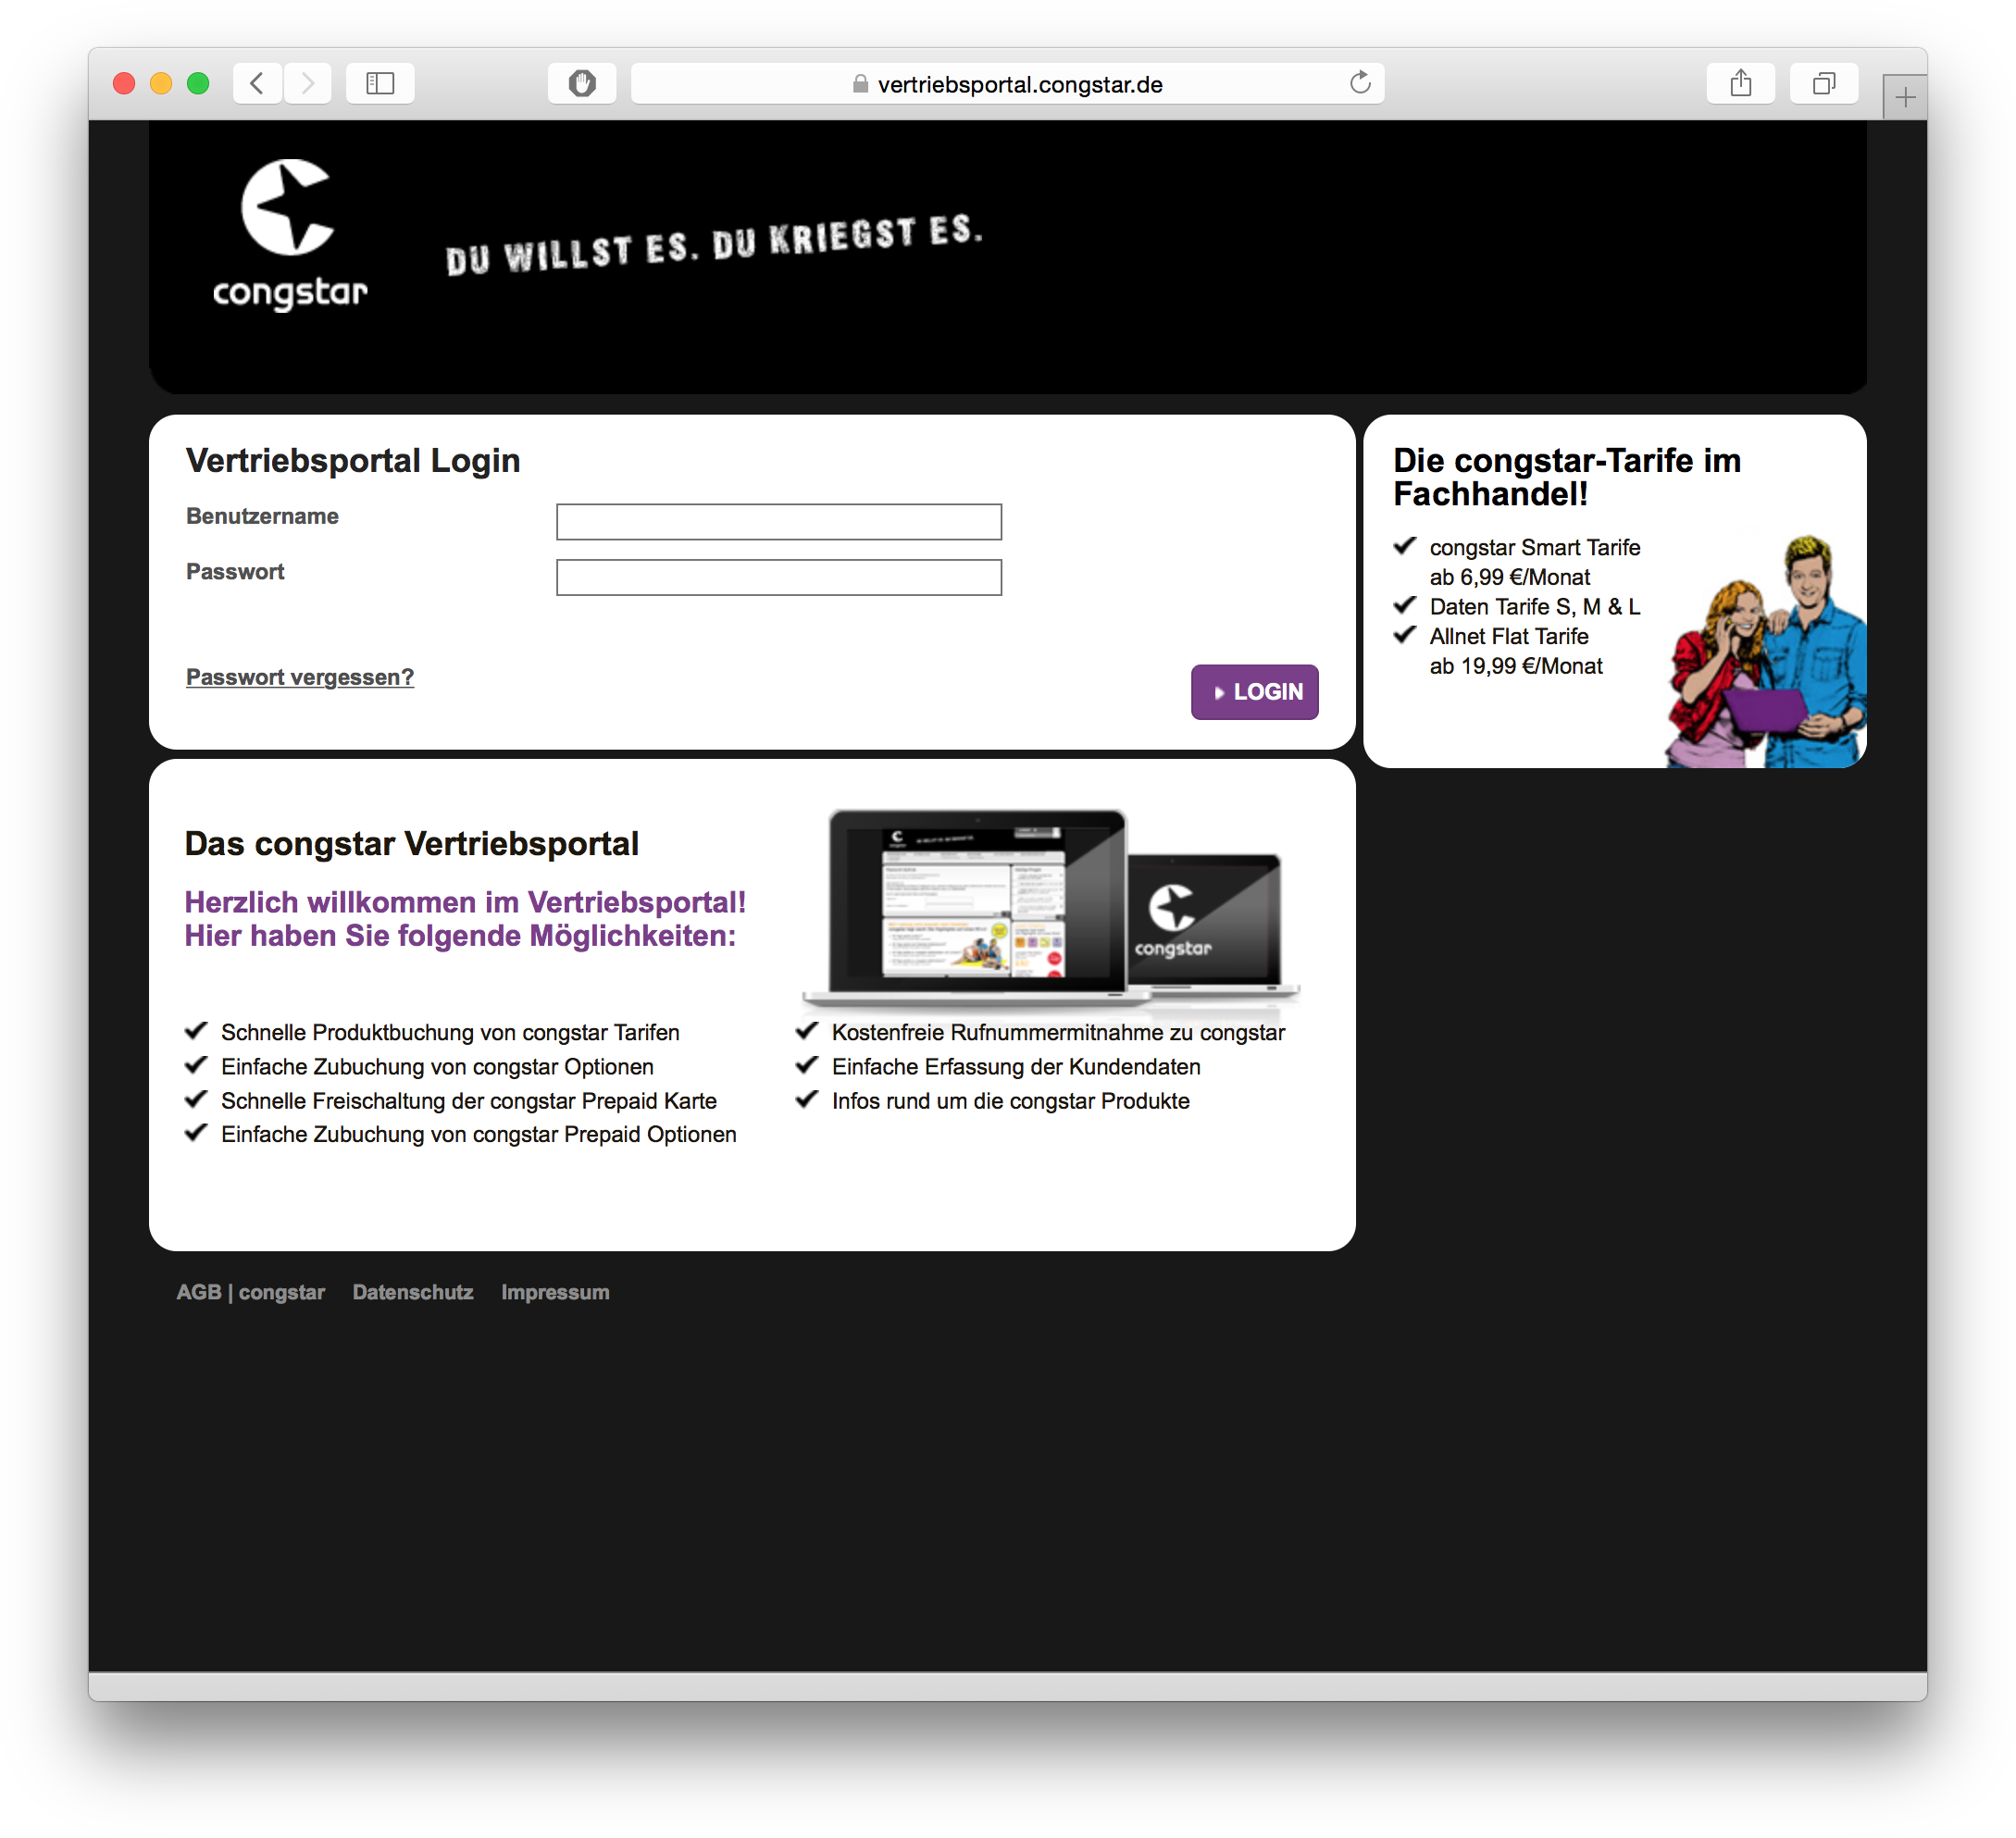 vertriebsportal.congstar.de
congstar
DU WILLST ES. DU KRIEGST ES.
Vertriebsportal Login
Benutzername
Passwort
Passwort vergessen?
LOGIN
Die congstar-Tarife im
Fachhandel!
congstar Smart Tarife
ab 6,99 €/Monat
Daten Tarife S, M & L
Allnet Flat Tarife
ab 19,99 €/Monat
Das congstar Vertriebsportal
Herzlich willkommen im Vertriebsportal!
Hier haben Sie folgende Möglichkeiten:
congstar
Schnelle Produktbuchung von congstar Tarifen
Einfache Zubuchung von congstar Optionen
Schnelle Freischaltung der congstar Prepaid Karte
Einfache Zubuchung von congstar Prepaid Optionen
Kostenfreie Rufnummermitnahme zu congstar
Einfache Erfassung der Kundendaten
Infos rund um die congstar Produkte
AGB | congstar Datenschutz Impressum